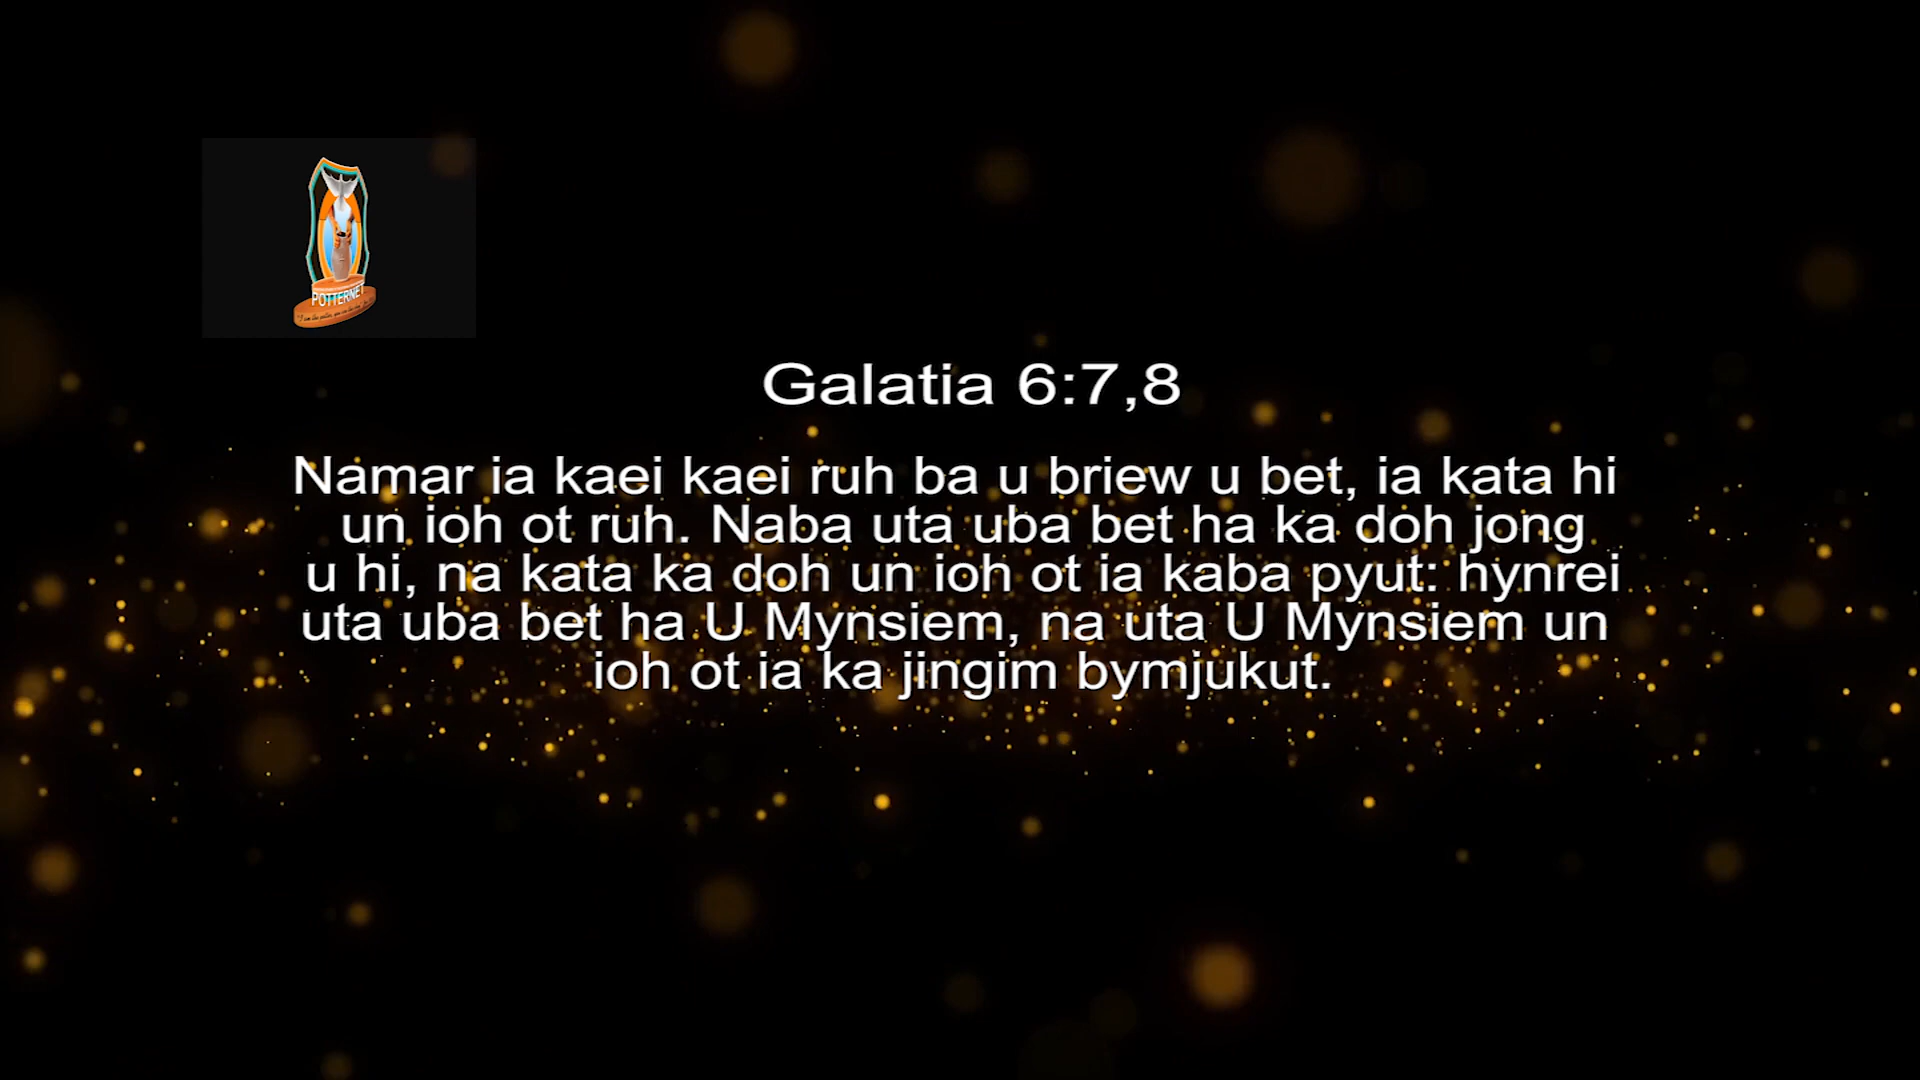 POTTERNET
Galatia 6:7,8
Namar ia kaei kaei ruh ba u briew u bet, ia kata hi
un ioh ot ruh. Naba uta uba bet ha ka doh jong
u hi, na kata ka doh un ioh ot ia kaba pyut: hynrei
uta uba bet ha U Mynsiem, na uta U Mynsiem un
ioh ot ia ka jingim bymjukut.